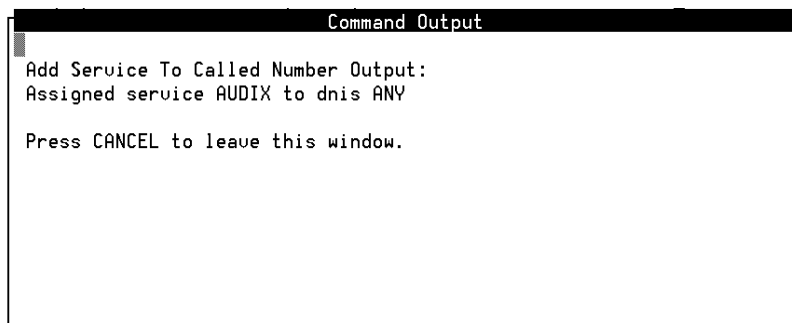 Command Output
Add Service To Called Number Output:
Assigned service AUDIX to dnis ANY
Press CANCEL to leave this window.